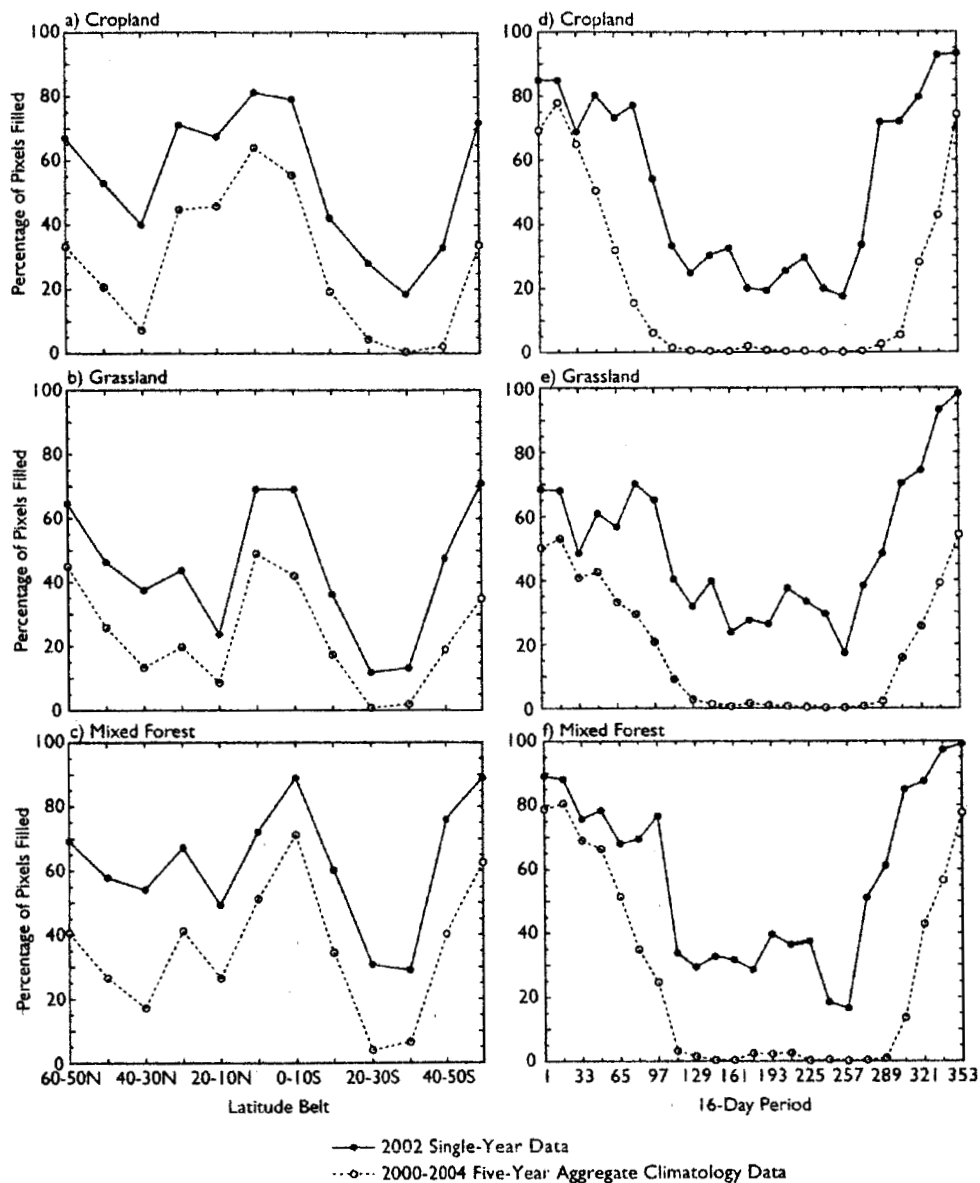 a) Cropland
100
80
60
40
20
0
Percentage of Pixels Filled
b) Grassland
100
80
60
40
20
0
Percentage of Pixels Filled
c) Mixed Forest
100
80
60
40
20
0
Percentage of Pixels Filled
60-50N 40-30N 20-10N 0-10S 20-30S 40-50S
Latitude Belt
d) Cropland
100
80
60
40
20
0
e) Grassland
100
80
60
40
20
0
f) Mixed Forest
100
80
60
40
20
0
1 33 65 97 129 161 193 225 257 289 321 353
16-Day Period
2002 Single-Year Data
2000-2004 Five-Year Aggregate Climatology Data